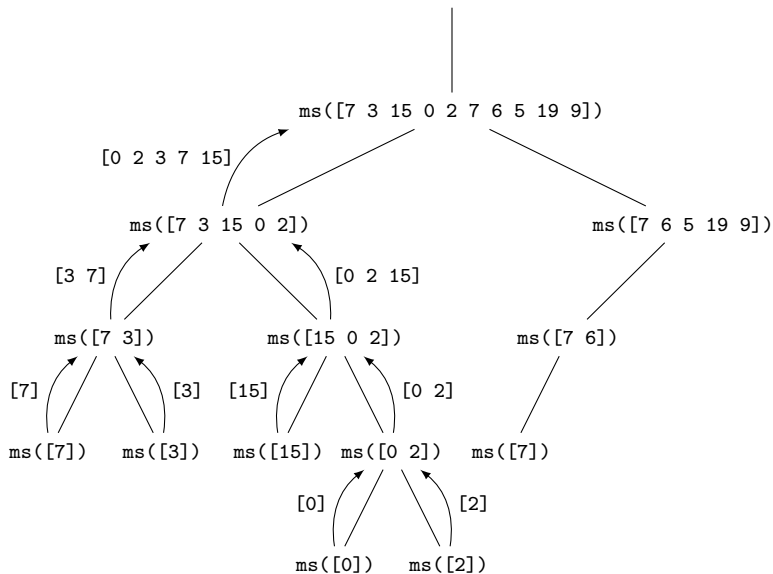 ms([7 3 15 0 2 7 6 5 19 9])
[0 2 3 7 15]
ms([7 3 15 0 2])
ms([7 6 5 19 9])
[3 7]
[0 2 15]
ms([7 3])
ms([15 0 2])
ms([7 6])
[7]
[3]
[15]
[0 2]
ms([7])
ms([3])
ms([15])
ms([0 2])
ms([7])
[0]
[2]
ms([0])
ms([2])